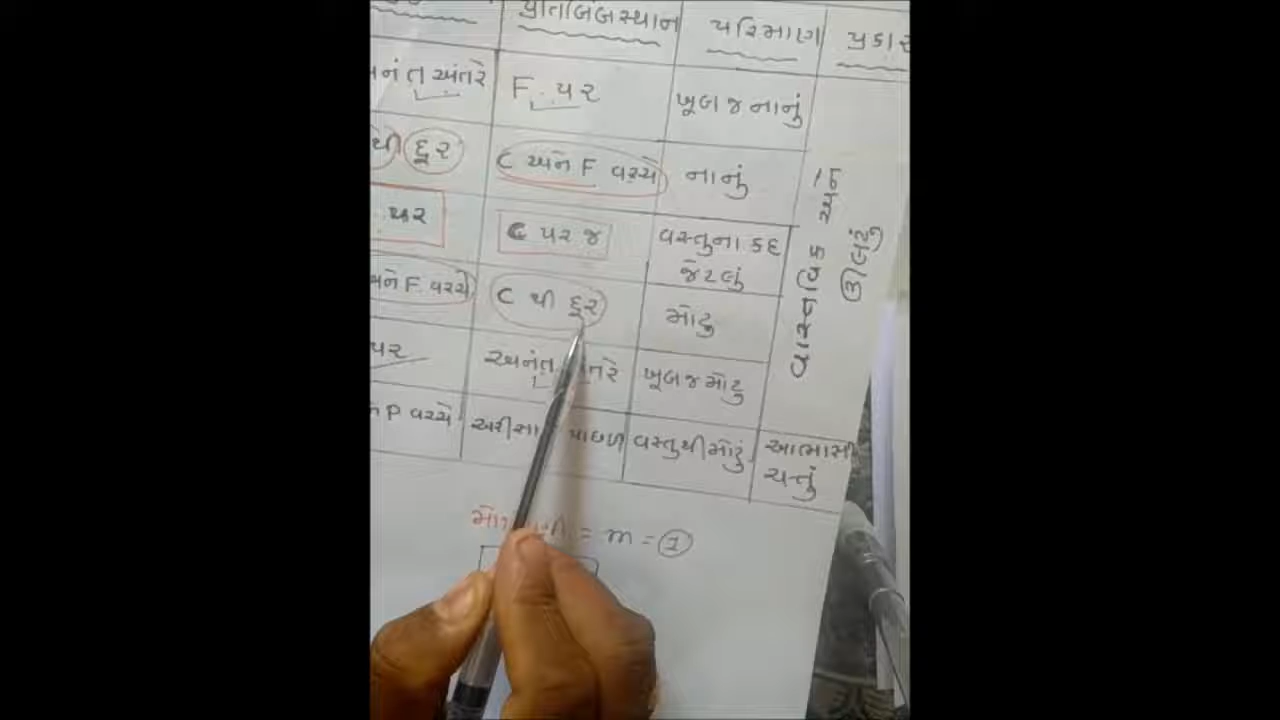 પ્રતિબિંબસ્થાન પરિમાણ પ્રકાર
અનંત અંતરે F પર ખૂબ જ નાનું
થી દૂર C અને F વચ્ચે નાનું
પર C પર જ વસ્તુના કદ
જેટલું
અને F વચ્ચે C થી દૂર મોટુ
પર અનંત અંતરે ખૂબ જ મોટુ
વાસ્તવિક અને
ઊલટું
P વચ્ચે અરીસા પાછળ વસ્તુથી મોટું આભાસી
ચત્તું
= m = 1